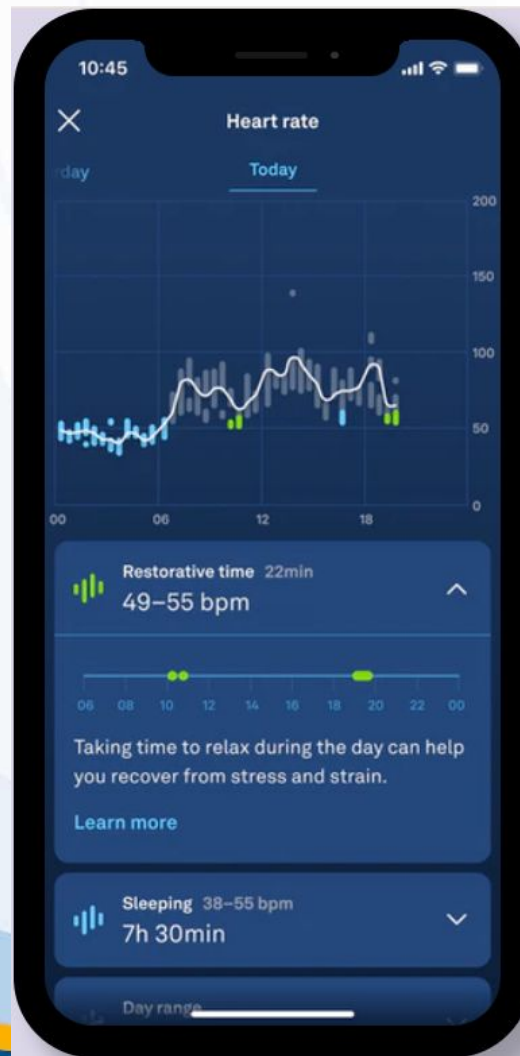 10:45
Heart rate
rday
Today
200
150
100
50
0
00 06 12 18
Restorative time 22min
49–55 bpm
06 08 10 12 14 16 18 20 22 00
Taking time to relax during the day can help
you recover from stress and strain.
Learn more
Sleeping 38–55 bpm
7h 30min
Day range